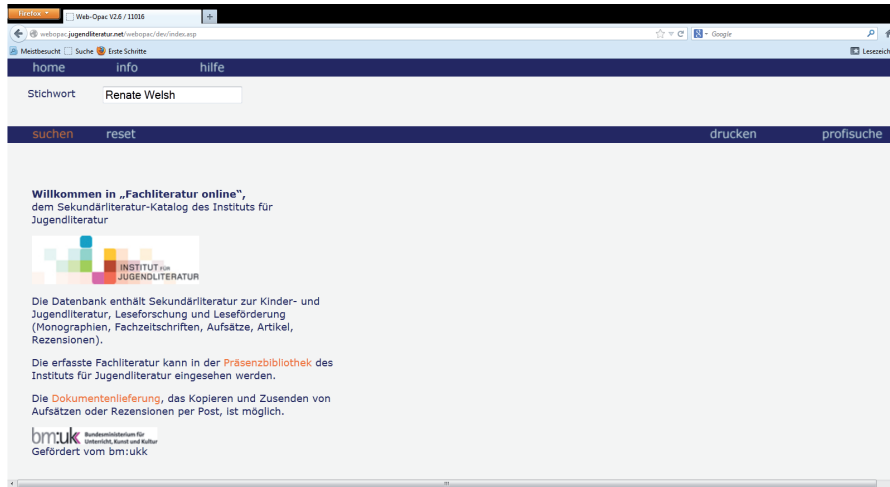 Firefox
Web-Opac V2.6 / 11016
webopac.jugendliteratur.net/webopac/dev/index.asp
Google
Meistbesucht Suche Erste Schritte
Lesezeich
home info hilfe
Stichwort Renate Welsh
suchen reset drucken profisuche
Willkommen in „Fachliteratur online“,
dem Sekundärliteratur-Katalog des Instituts für
Jugendliteratur
INSTITUT FÜR
JUGENDLITERATUR
Die Datenbank enthält Sekundärliteratur zur Kinder- und
Jugendliteratur, Leseforschung und Leseförderung
(Monographien, Fachzeitschriften, Aufsätze, Artikel,
Rezensionen).
Die erfasste Fachliteratur kann in der Präsenzbibliothek des
Instituts für Jugendliteratur eingesehen werden.
Die Dokumentenlieferung, das Kopieren und Zusenden von
Aufsätzen oder Rezensionen per Post, ist möglich.
bm:uk Bundesministerium für
Unterricht, Kunst und Kultur
Gefördert vom bm:ukk